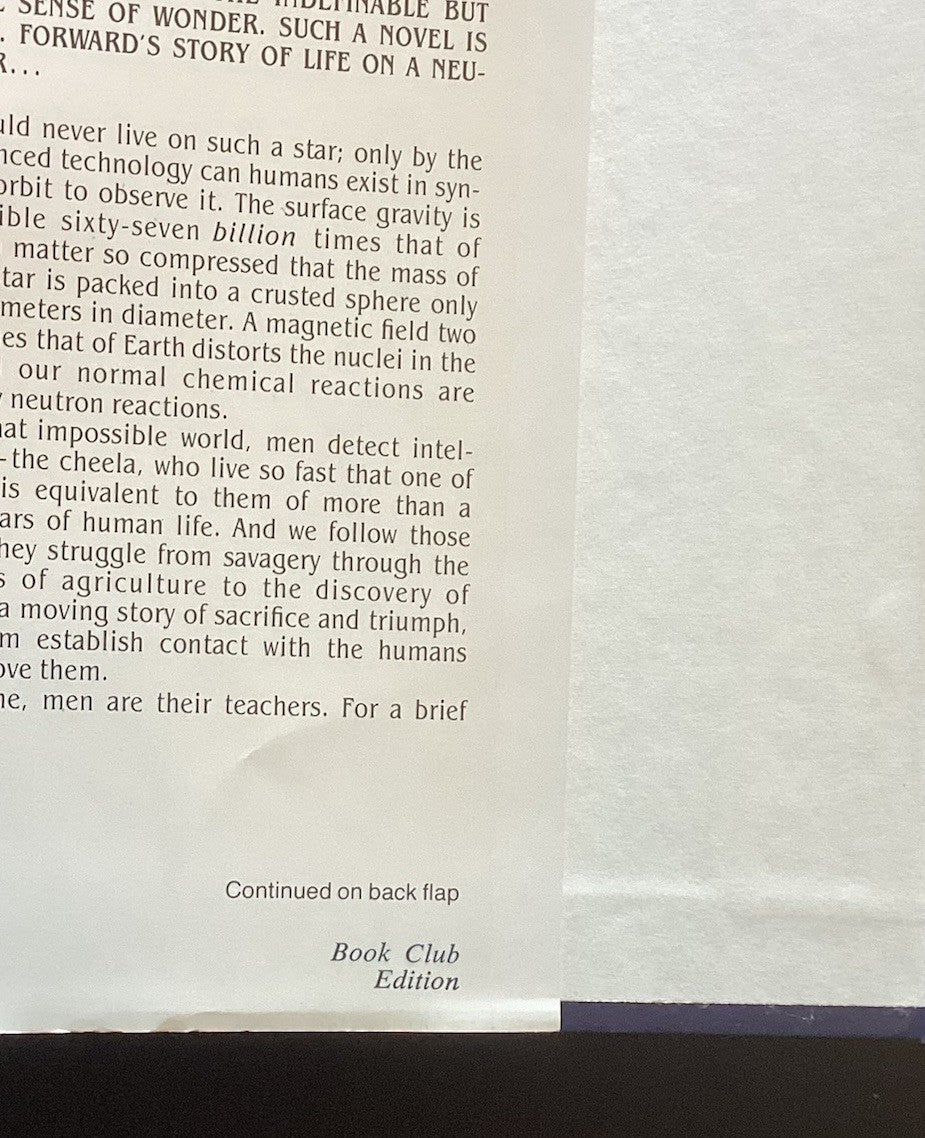 INDEFINABLE BUT
SENSE OF WONDER. SUCH A NOVEL IS
. FORWARD'S STORY OF LIFE ON A NEU-
R...
uld never live on such a star; only by the
nced technology can humans exist in syn-
orbit to observe it. The surface gravity is
ible sixty-seven billion times that of
matter so compressed that the mass of
tar is packed into a crusted sphere only
meters in diameter. A magnetic field two
es that of Earth distorts the nuclei in the
our normal chemical reactions are
neutron reactions.
hat impossible world, men detect intel-
-the cheela, who live so fast that one of
is equivalent to them of more than a
ars of human life. And we follow those
hey struggle from savagery through the
s of agriculture to the discovery of
a moving story of sacrifice and triumph,
m establish contact with the humans
ove them.
ne, men are their teachers. For a brief
Continued on back flap
Book Club
Edition